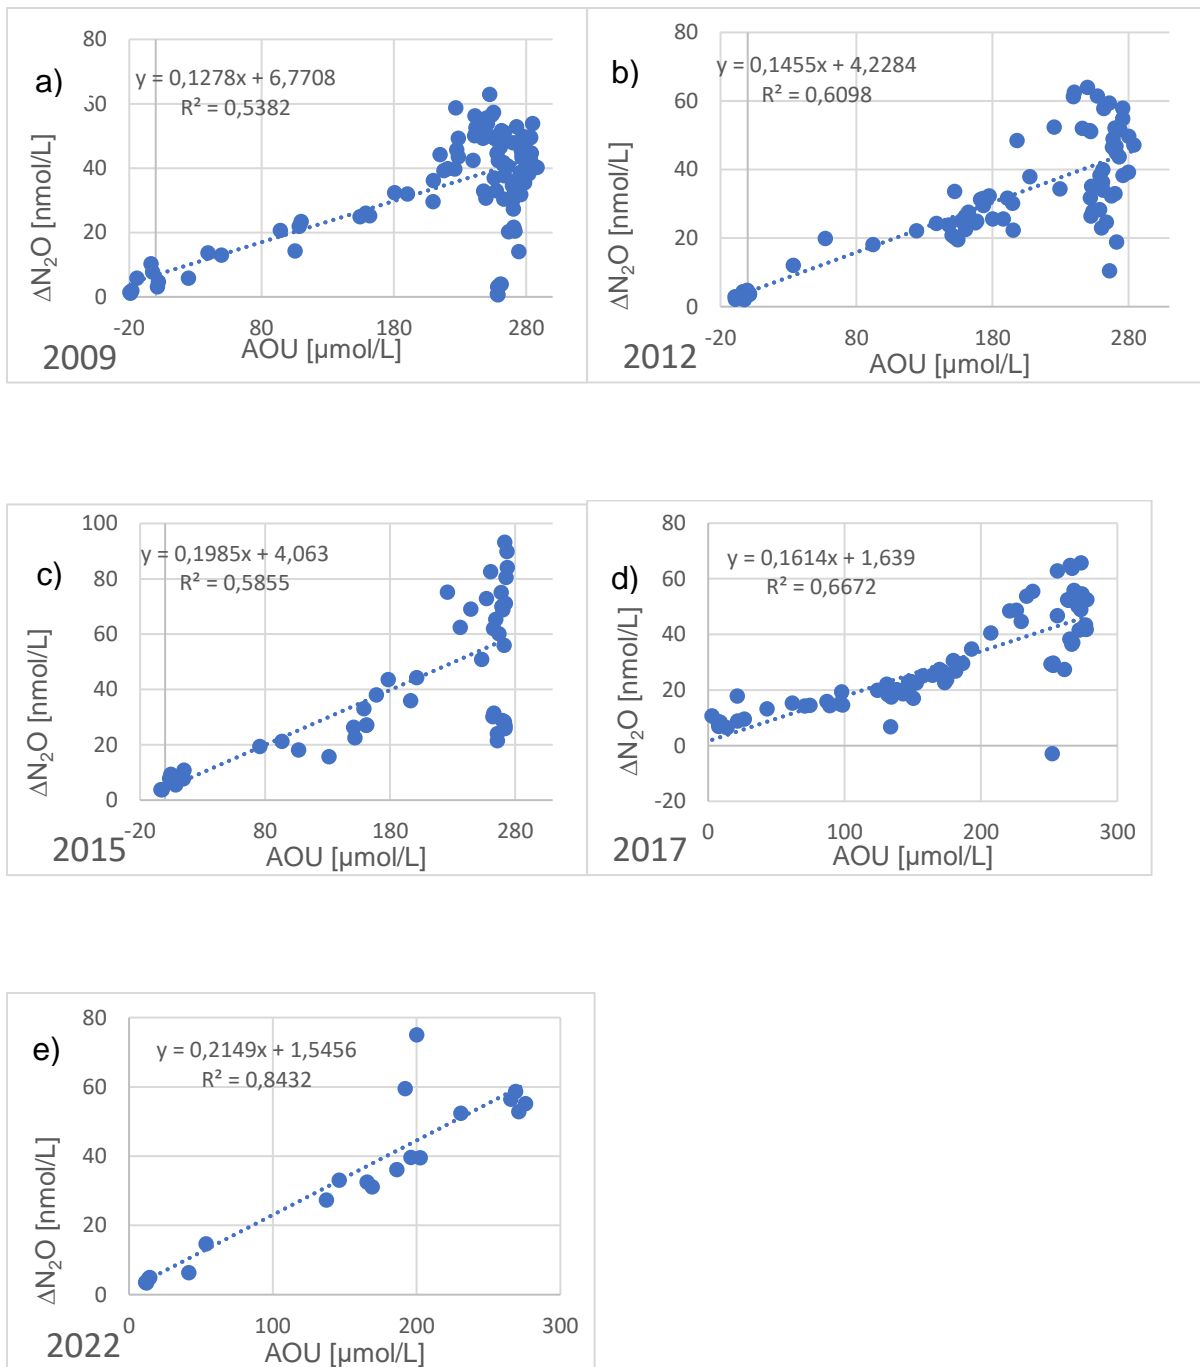 a)
80
60
40
20
0
-20
80
180
280
y = 0,1278x + 6,7708
R² = 0,5382
ΔN₂O [nmol/L]
AOU [µmol/L]
2009
b)
80
60
40
20
0
-20
80
180
280
y = 0,1455x + 4,2284
R² = 0,6098
ΔN₂O [nmol/L]
AOU [µmol/L]
2012
c)
100
80
60
40
20
0
-20
80
180
280
y = 0,1985x + 4,063
R² = 0,5855
ΔN₂O [nmol/L]
AOU [µmol/L]
2015
d)
80
60
40
20
0
-20
0
100
200
300
y = 0,1614x + 1,639
R² = 0,6672
ΔN₂O [nmol/L]
AOU [µmol/L]
2017
e)
80
60
40
20
0
0
100
200
300
y = 0,2149x + 1,5456
R² = 0,8432
ΔN₂O [nmol/L]
AOU [µmol/L]
2022